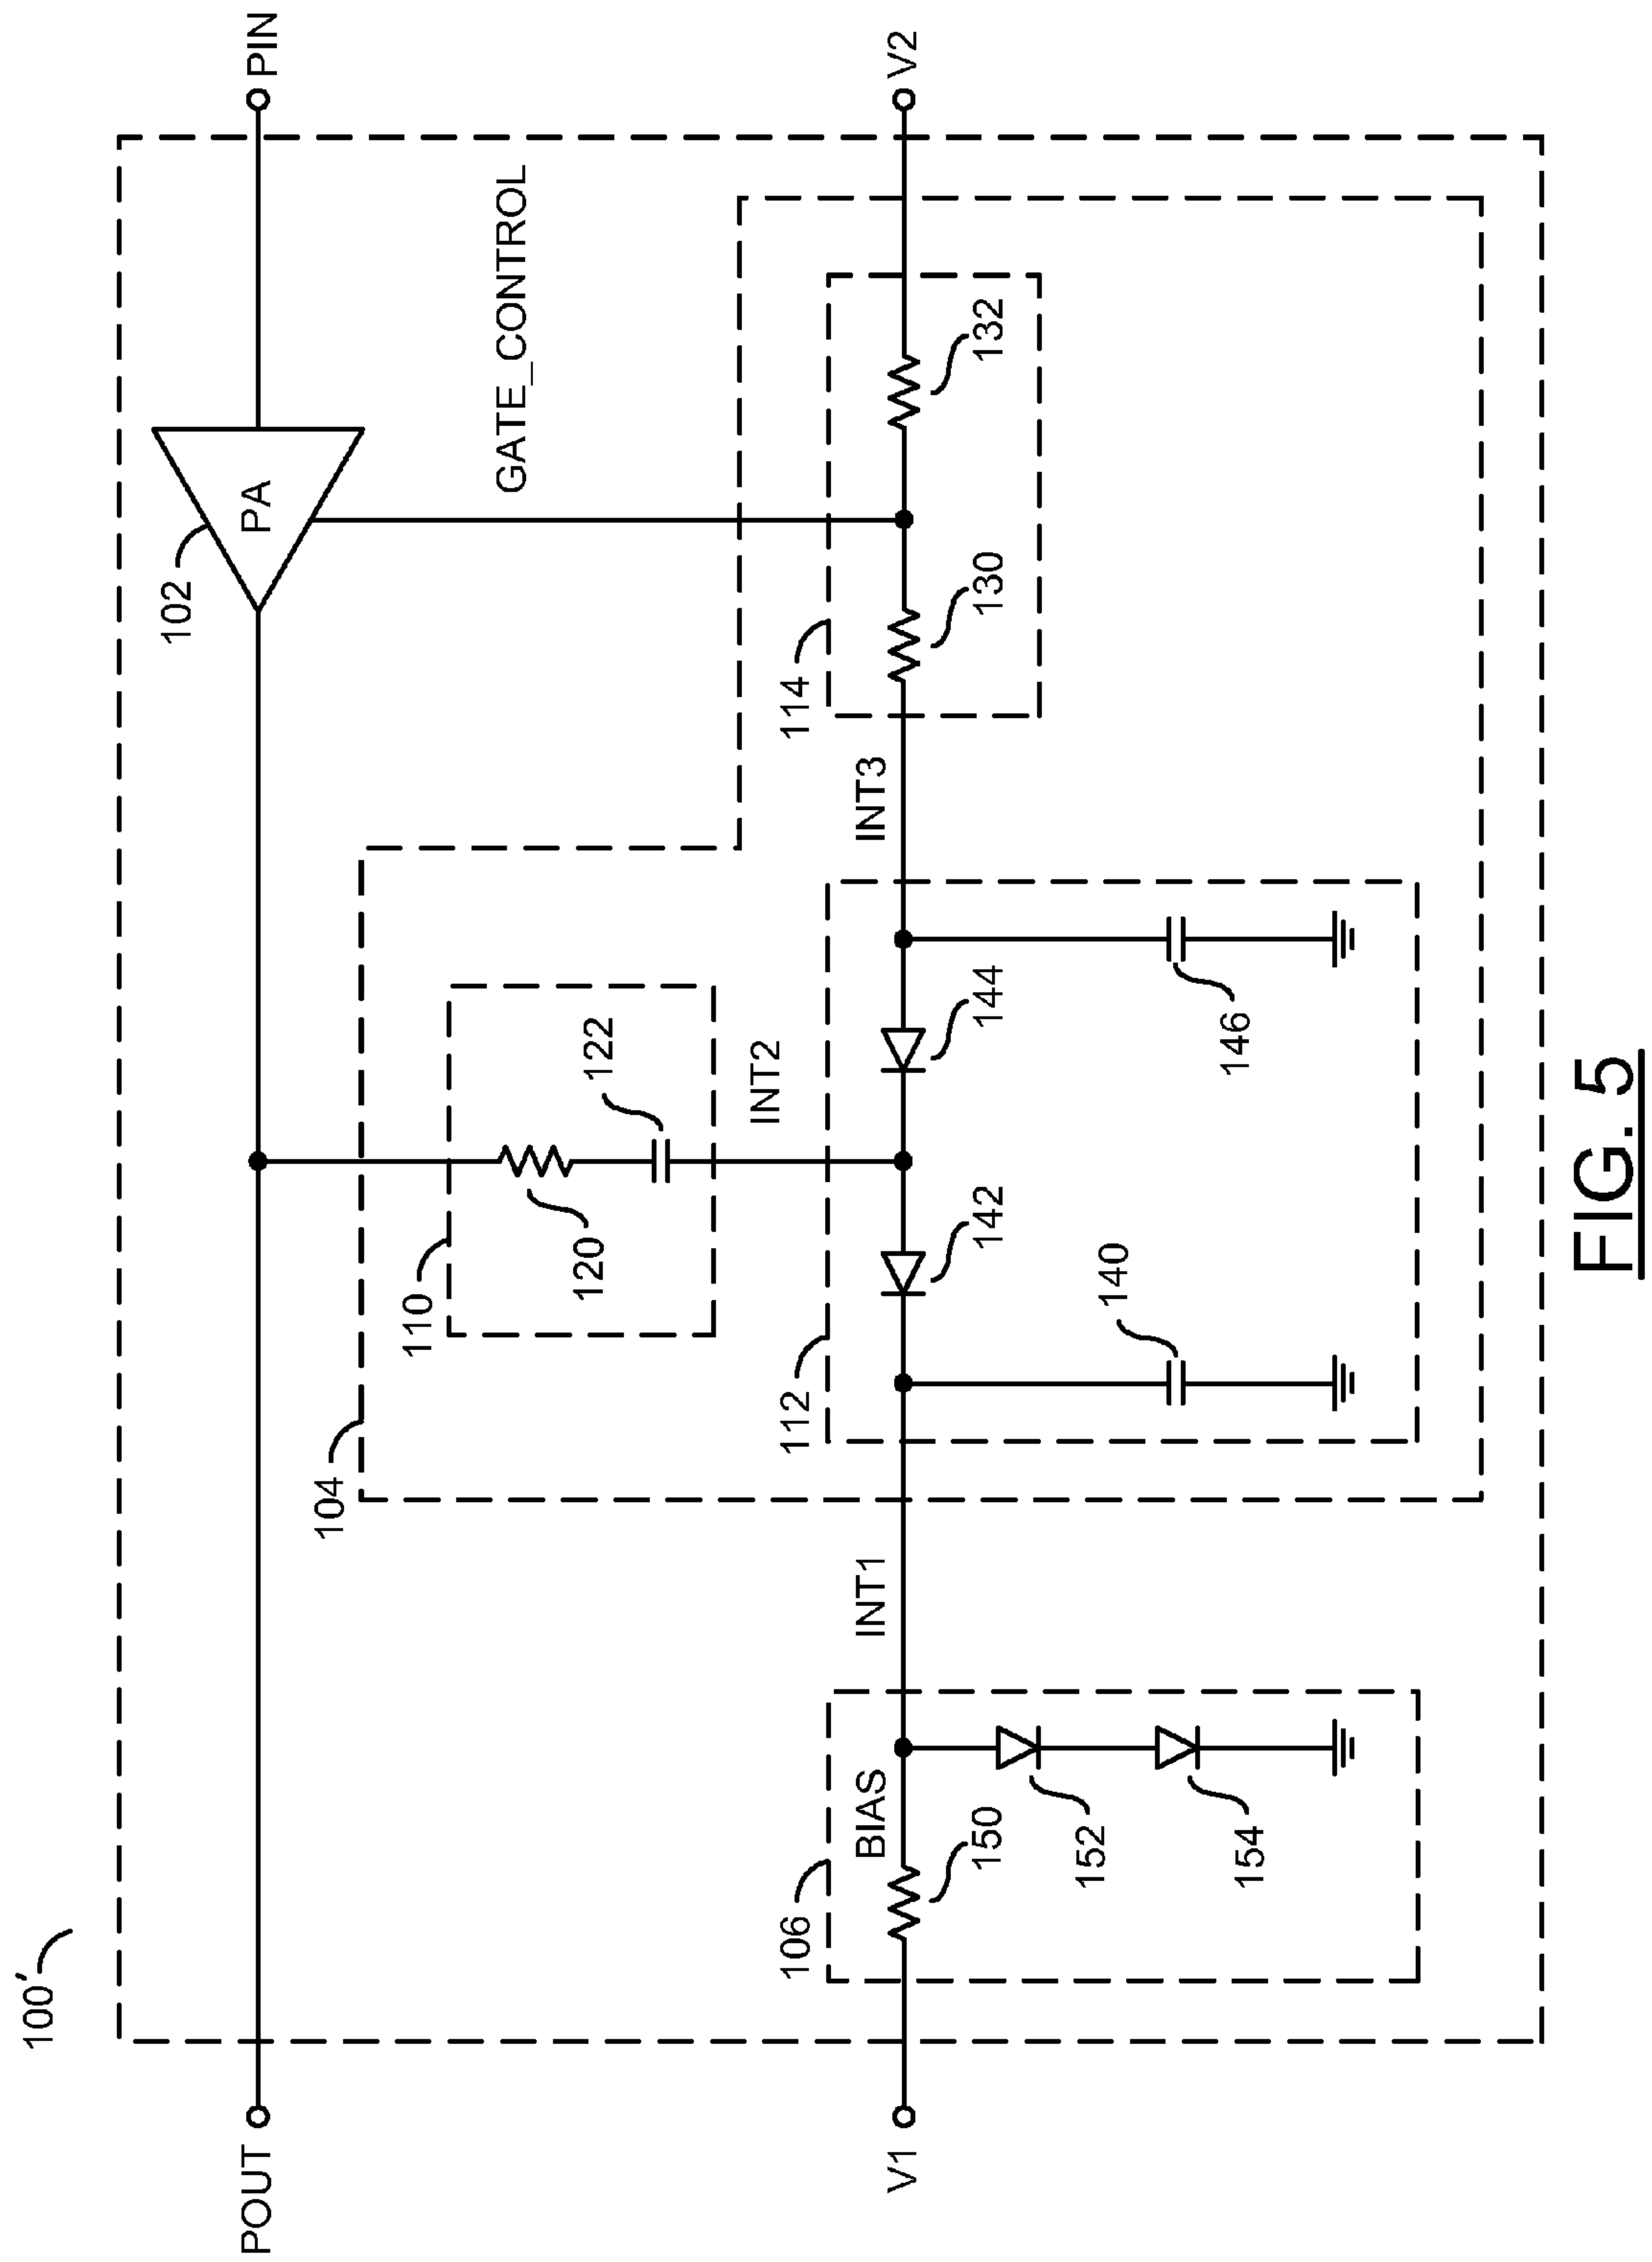 100'
POUT
102
PA
PIN
GATE_CONTROL
104
110
120
122
INT2
V1
106
BIAS
150
152
154
INT1
112
140
142
144
146
INT3
114
130
132
V2
FIG. 5